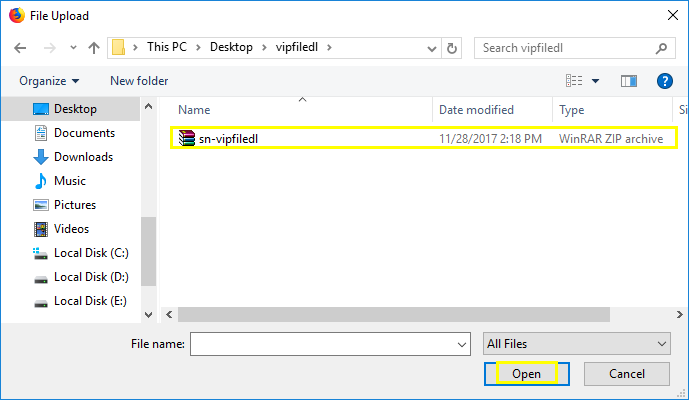 File Upload
This PC > Desktop > vipfiledl >
Search vipfiledl
Organize
New folder
Name
Date modified
Type
Si
Desktop
Documents
Downloads
Music
Pictures
Videos
Local Disk (C:)
Local Disk (D:)
Local Disk (E:)
sn-vipfiledl
11/28/2017 2:18 PM
WinRAR ZIP archive
File name:
All Files
Open
Cancel